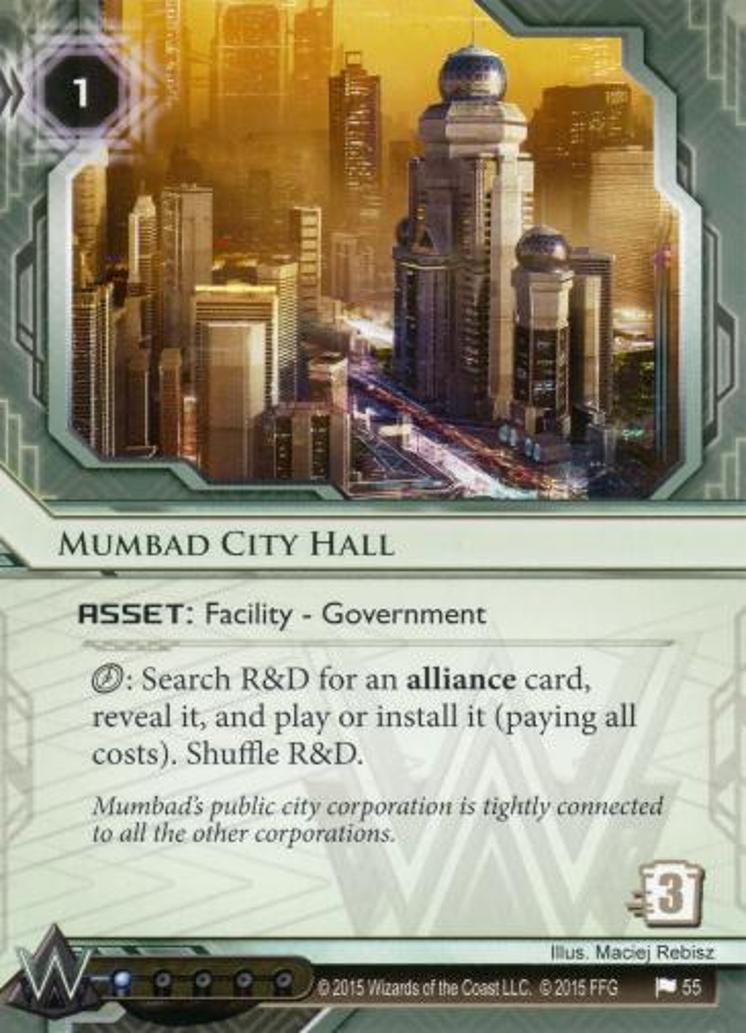 1
MUMBAD CITY HALL
ASSET: Facility - Government
: Search R&D for an alliance card,
reveal it, and play or install it (paying all
costs). Shuffle R&D.
Mumbad's public city corporation is tightly connected
to all the other corporations.
3
Illus. Maciej Rebisz
© 2015 Wizards of the Coast LLC. © 2015 FFG 55